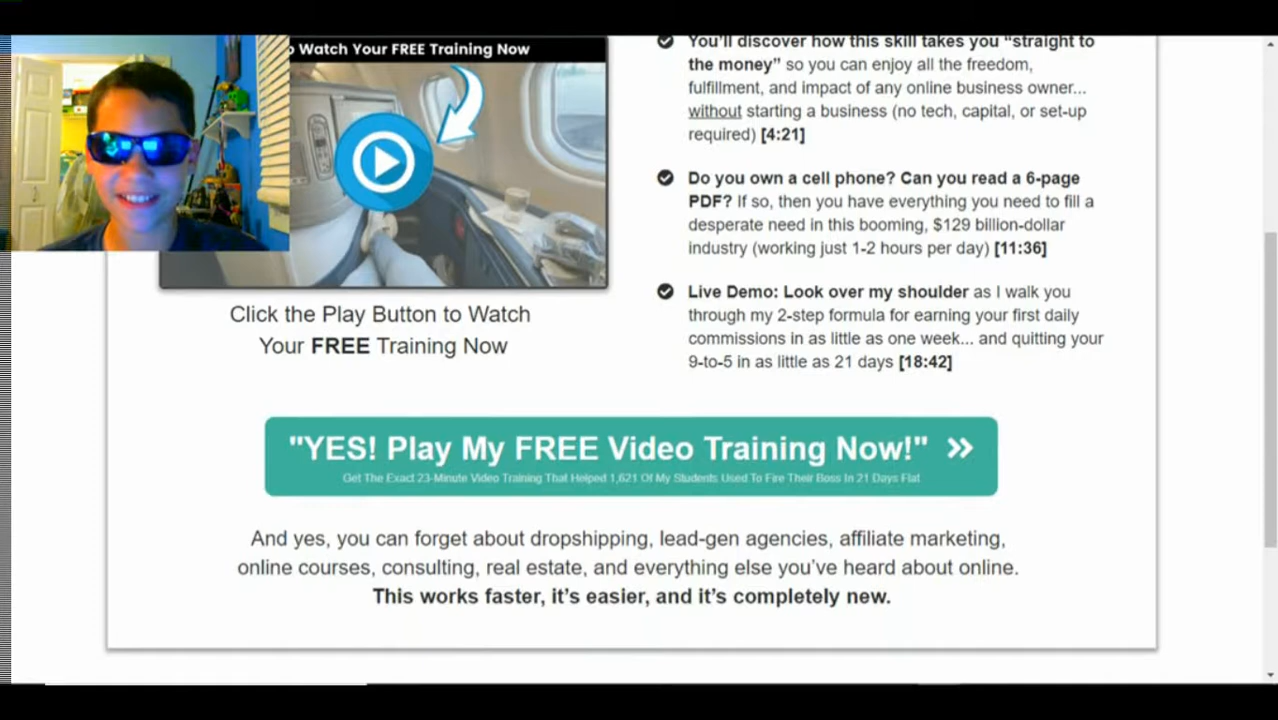 o Watch Your FREE Training Now
Click the Play Button to Watch
Your FREE Training Now
You'll discover how this skill takes you “straight to
the money” so you can enjoy all the freedom,
fulfillment, and impact of any online business owner...
without starting a business (no tech, capital, or set-up
required) [4:21]
Do you own a cell phone? Can you read a 6-page
PDF? If so, then you have everything you need to fill a
desperate need in this booming, $129 billion-dollar
industry (working just 1-2 hours per day) [11:36]
Live Demo: Look over my shoulder as I walk you
through my 2-step formula for earning your first daily
commissions in as little as one week... and quitting your
9-to-5 in as little as 21 days [18:42]
"YES! Play My FREE Video Training Now!" »
Get The Exact 23-Minute Video Training That Helped 1,621 Of My Students Used To Fire Their Boss In 21 Days Flat
And yes, you can forget about dropshipping, lead-gen agencies, affiliate marketing,
online courses, consulting, real estate, and everything else you’ve heard about online.
This works faster, it’s easier, and it’s completely new.